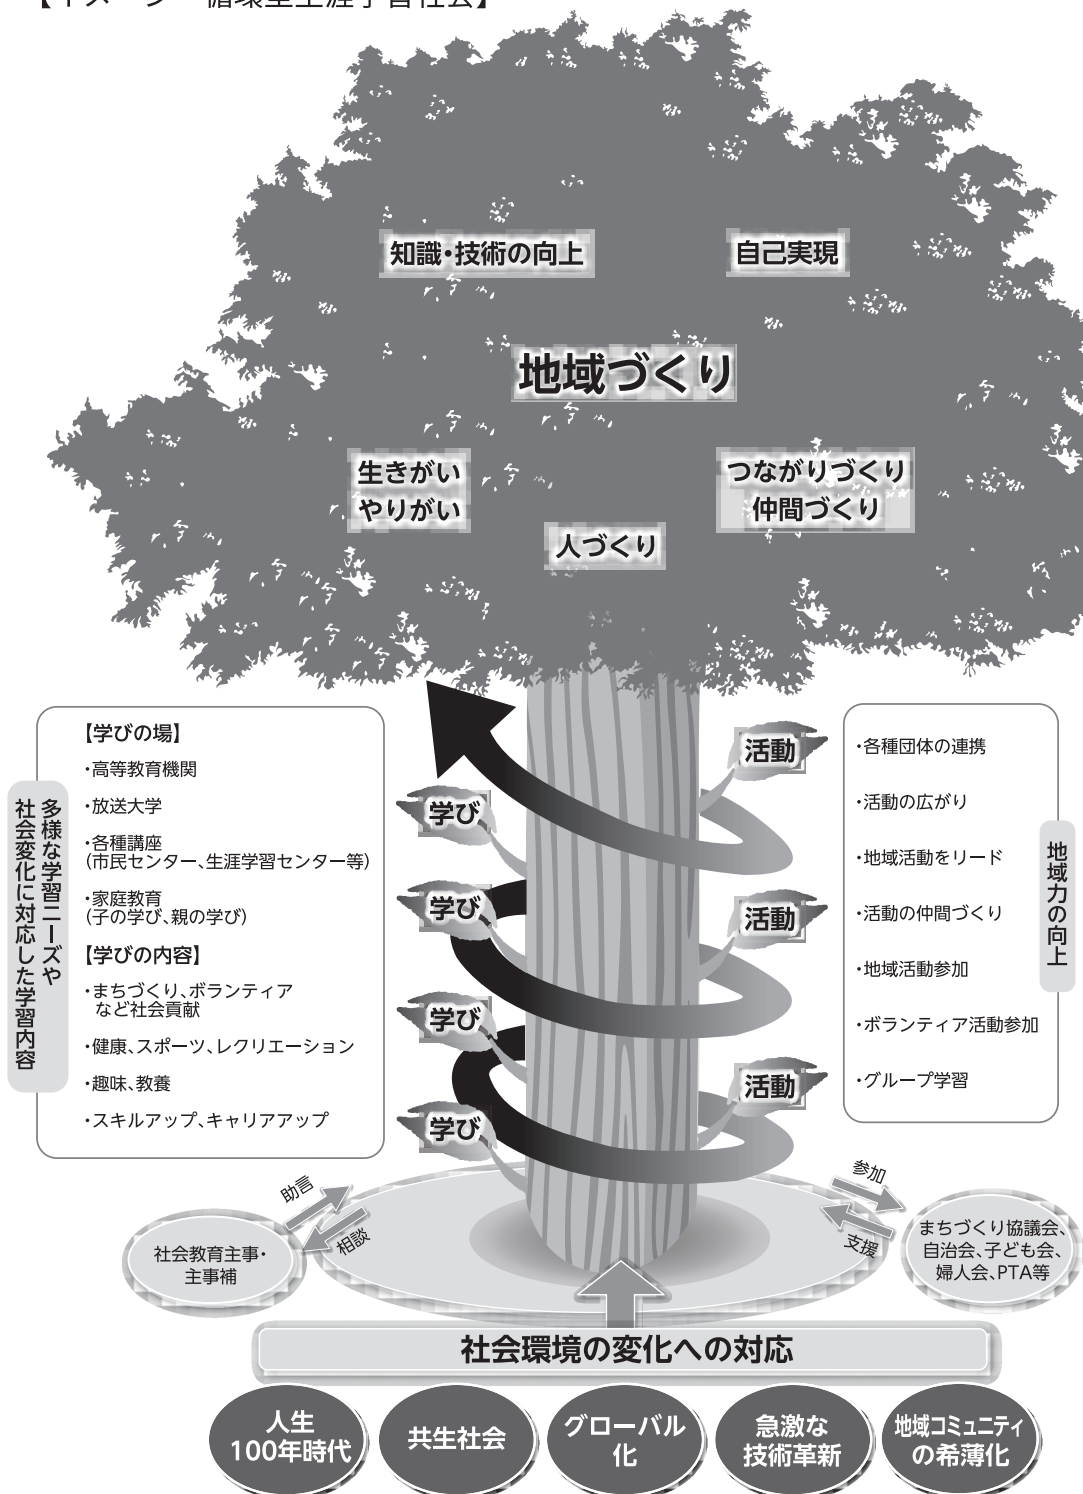 【イメージ 循環型生涯学習社会】
知識・技術の向上
自己実現
地域づくり
生きがい
やりがい
つながりづくり
仲間づくり
人づくり
多様な学習ニーズや
社会変化に対応した学習内容
【学びの場】
・高等教育機関
・放送大学
・各種講座
(市民センター、生涯学習センター等)
・家庭教育
(子の学び、親の学び)
【学びの内容】
・まちづくり、ボランティア
など社会貢献
・健康、スポーツ、レクリエーション
・趣味、教養
・スキルアップ、キャリアアップ
学び
学び
学び
学び
活動
活動
活動
・各種団体の連携
・活動の広がり
・地域活動をリード
・活動の仲間づくり
・地域活動参加
・ボランティア活動参加
・グループ学習
地域力の向上
助言
相談
社会教育主事・
主事補
参加
支援
まちづくり協議会、
自治会、子ども会、
婦人会、PTA等
社会環境の変化への対応
人生
100年時代
共生社会
グローバル
化
急激な
技術革新
地域コミュニティ
の希薄化